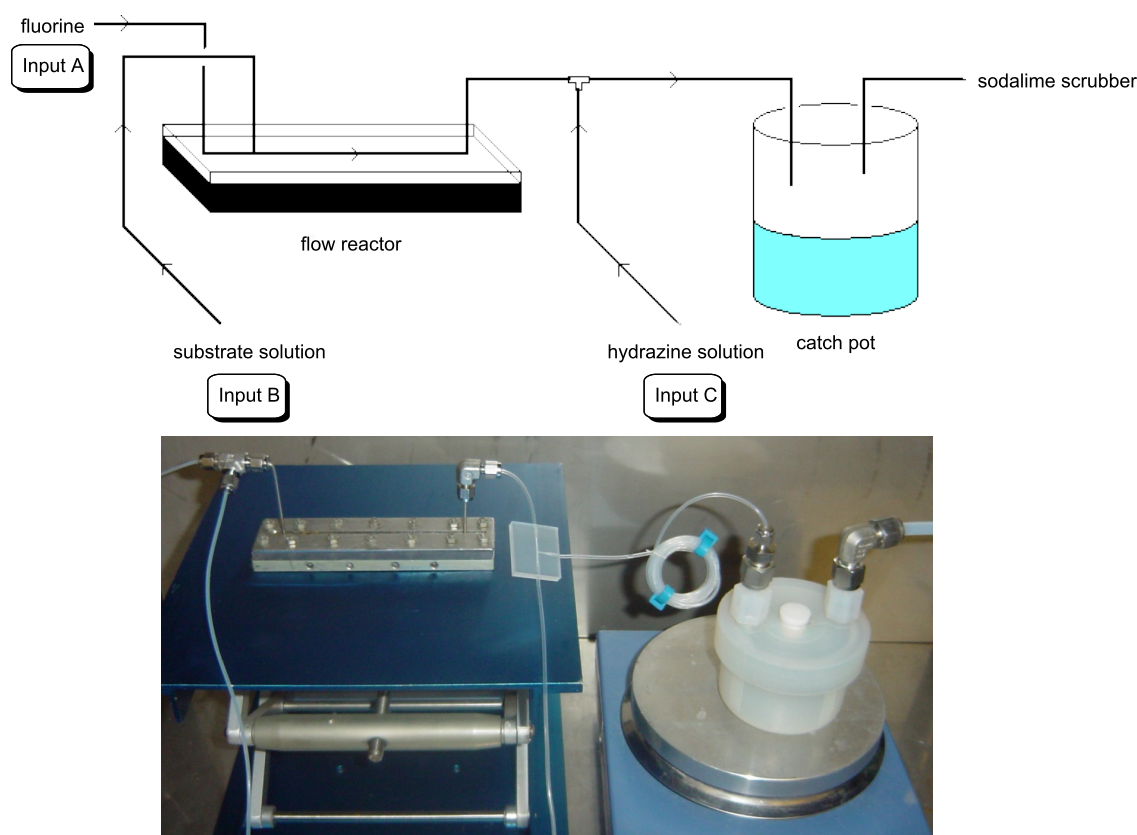 fluorine
Input A
sodalime scrubber
flow reactor
substrate solution
Input B
hydrazine solution
Input C
catch pot